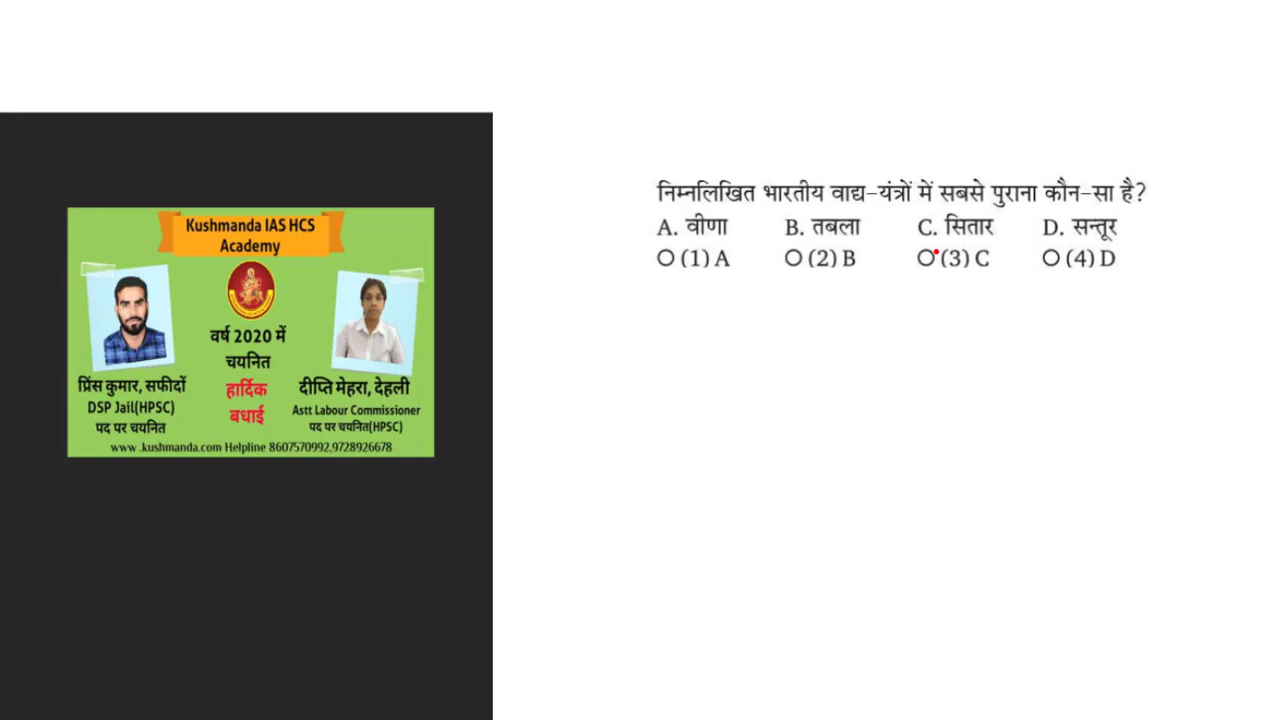 Kushmanda IAS HCS
Academy
वर्ष 2020 में
चयनित
हार्दिक
बधाई
प्रिंस कुमार, सफीदों
DSP Jail(HPSC)
पद पर चयनित
दीप्ति मेहरा, देहली
Astt Labour Commissioner
पद पर चयनित(HPSC)
www .kushmanda.com Helpline 8607570992,9728926678
निम्नलिखित भारतीय वाद्य-यंत्रों में सबसे पुराना कौन-सा है?
A. वीणा B. तबला C. सितार D. सन्तूर
(1) A (2) B (3) C (4) D